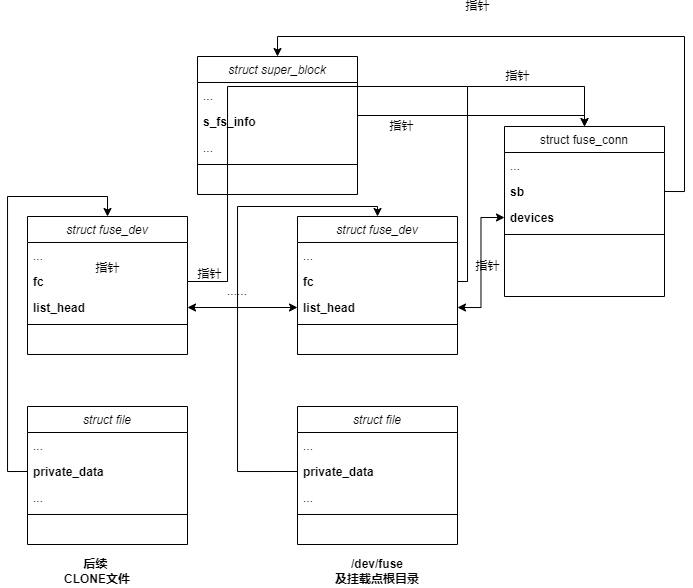 指针
struct super_block
...
s_fs_info
...
指针
指针
struct fuse_conn
...
sb
devices
struct fuse_dev
...
指针
fc
list_head
指针
......
struct fuse_dev
...
fc
list_head
指针
struct file
...
private_data
...
struct file
...
private_data
...
后续
CLONE文件
/dev/fuse
及挂载点根目录